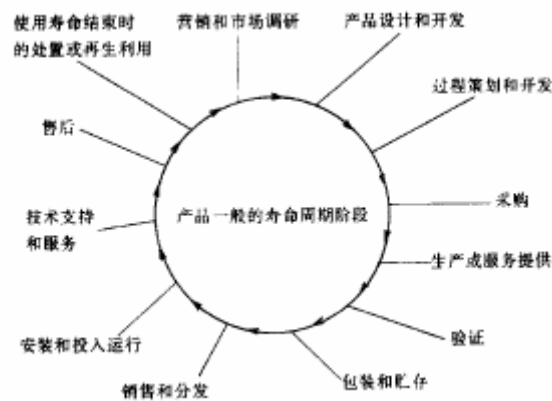 使用寿命结束时
的处置或再生利用
营销和市场调研
产品设计和开发
过程策划和开发
采购
生产或服务提供
验证
包装和贮存
销售和分发
安装和投入运行
技术支持
和服务
售后
产品一般的寿命周期阶段